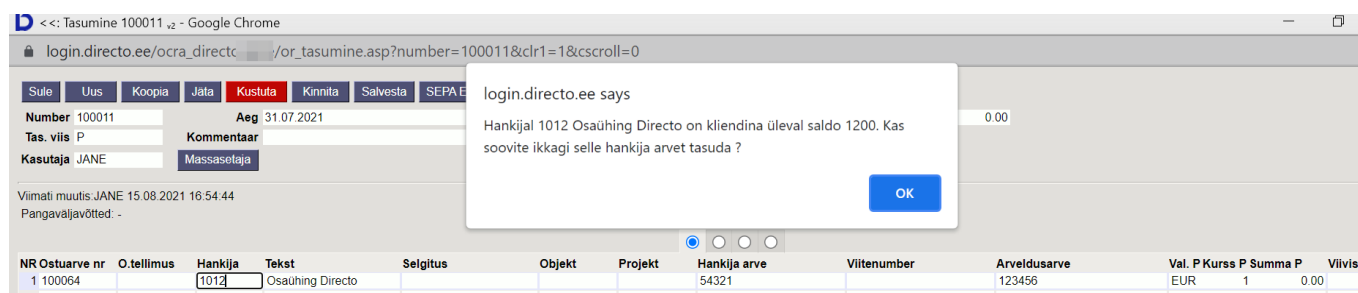 <<: Tasumine 100011 v2 - Google Chrome
login.directo.ee/ocra_directo /or_tasumine.asp?number=100011&clr1=1&cscroll=0
Sule Uus Koopia Jäta Kustuta Kinnita Salvesta SEPA E
Number 100011 Aeg 31.07.2021 0.00
Tas. viis P Kommentaar
Kasutaja JANE Massasetaja
login.directo.ee says
Hankijal 1012 Osaühing Directo on kliendina üleval saldo 1200. Kas
soovite ikkagi selle hankija arvet tasuda ?
OK
Viimati muutis:JANE 15.08.2021 16:54:44
Pangaväljavõtted: -
NR Ostuarve nr O.tellimus Hankija Tekst Selgitus Objekt Projekt Hankija arve Viitenumber Arveldusarve Val. P Kurss P Summa P Viivis
1 100064 1012 Osaühing Directo 54321 123456 EUR 1 0.00